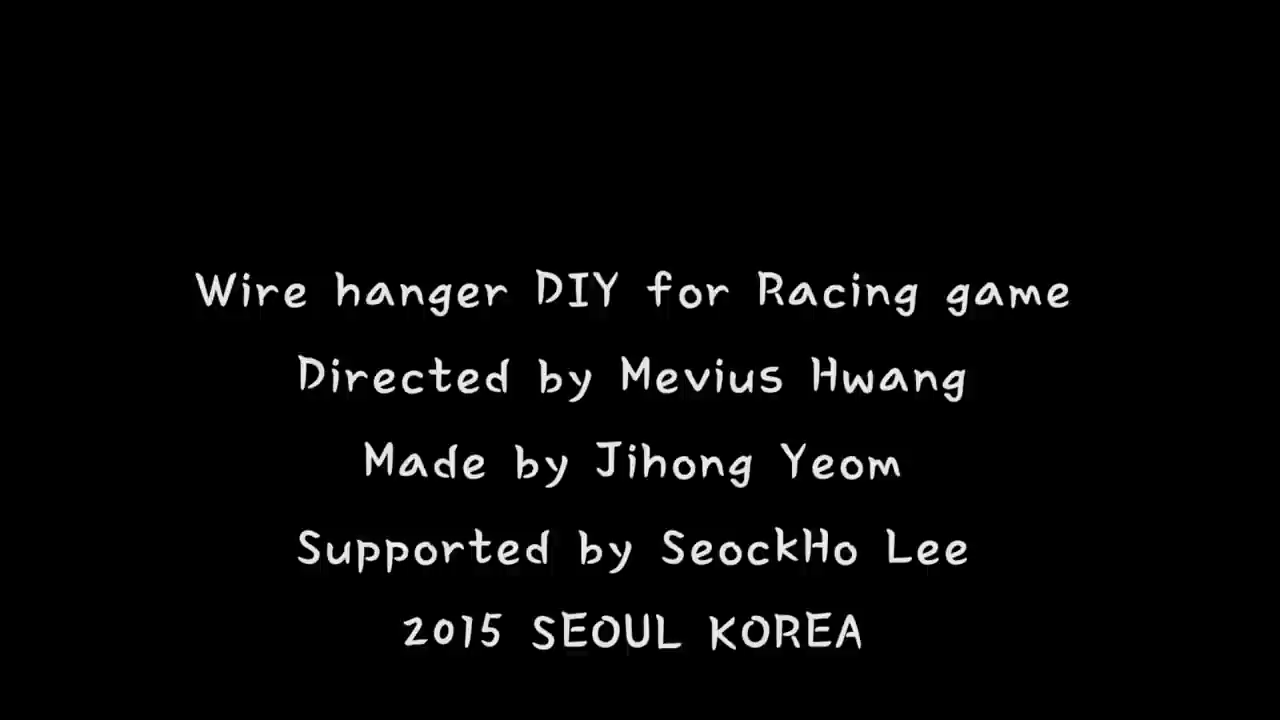 Wire hanger DIY for Racing game
Directed by Mevius Hwang
Made by Jihong Yeom
Supported by SeockHo Lee
2015 SEOUL KOREA